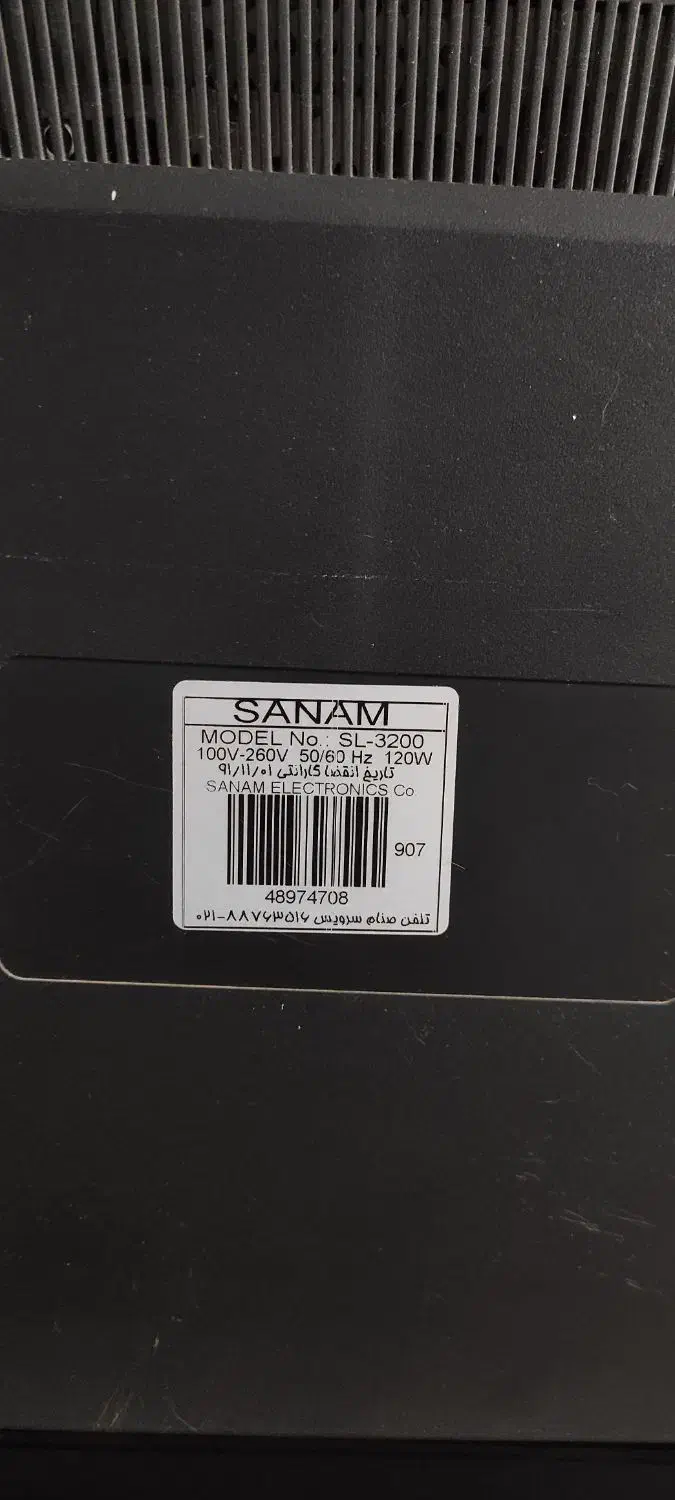 SANAM
MODEL No.: SL-3200
100V-260V 50/60 Hz 120W
تاریخ انقضا گارانتی ۹۱/۱۱/۰۱
SANAM ELECTRONICS Co
907
48974708
تلفن صنام سرویس ۸۸۷۶۳۵۱۶-۰۲۱